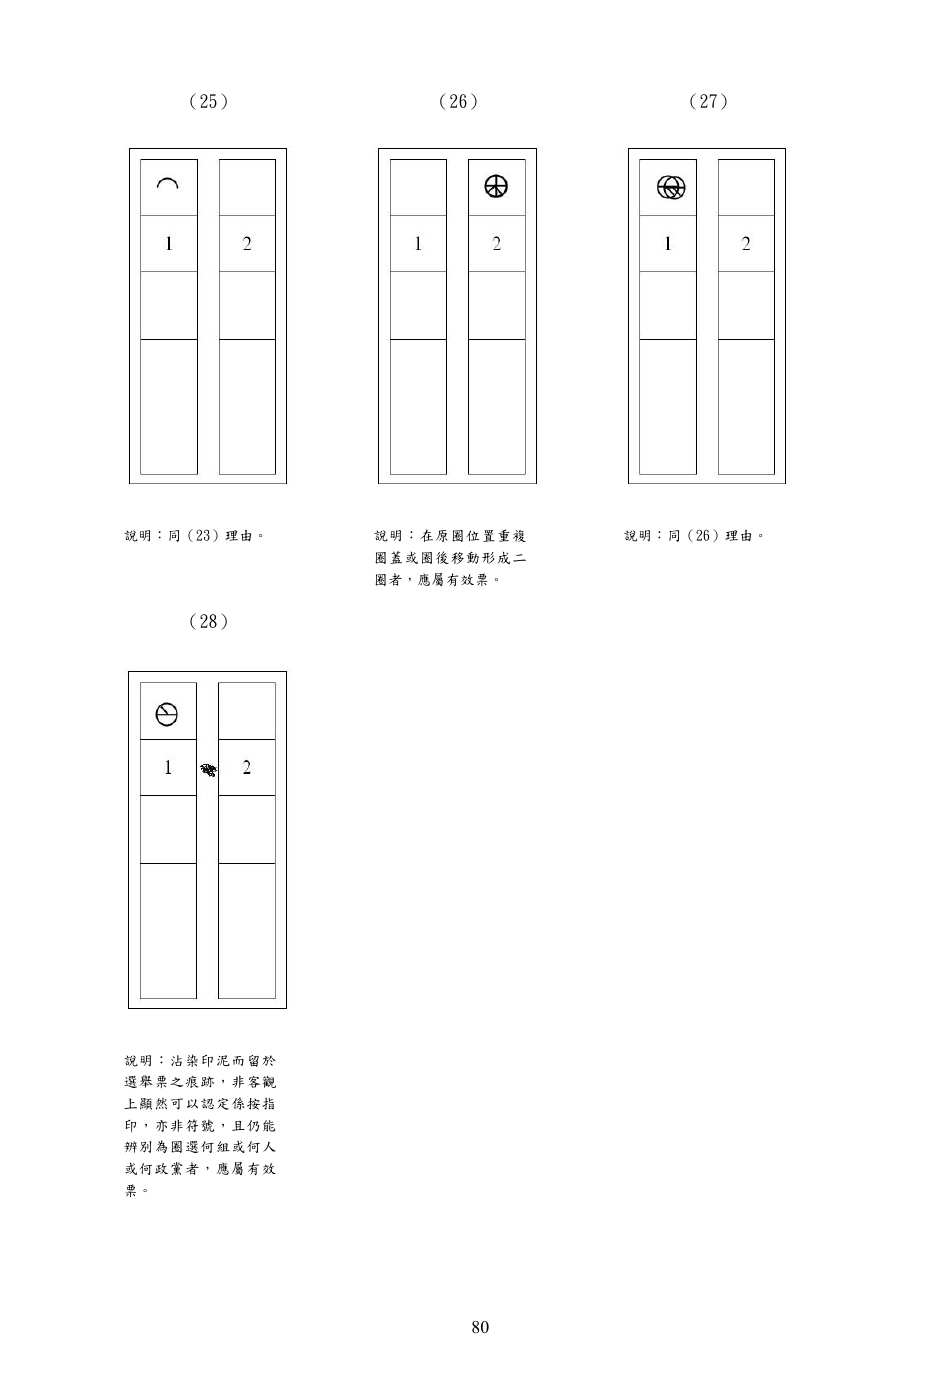 （25）
（26）
（27）
1
2
1
2
1
2
說明：同（23）理由。
說明：在原圈位置重複
圈蓋或圈後移動形成二
圈者，應屬有效票。
說明：同（26）理由。
（28）
1
2
說明：沾染印泥而留於
選舉票之痕跡，非客觀
上顯然可以認定係按指
印，亦非符號，且仍能
辨別為圈選何組或何人
或何政黨者，應屬有效
票。
80